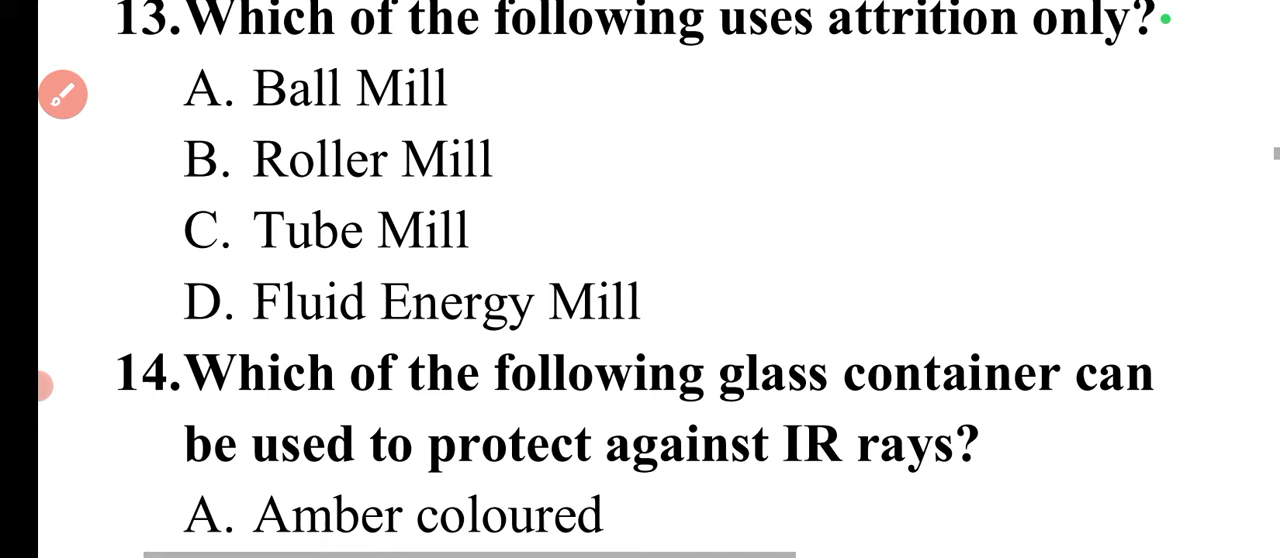 13.Which of the following uses attrition only?
A. Ball Mill
B. Roller Mill
C. Tube Mill
D. Fluid Energy Mill
14.Which of the following glass container can
be used to protect against IR rays?
A. Amber coloured